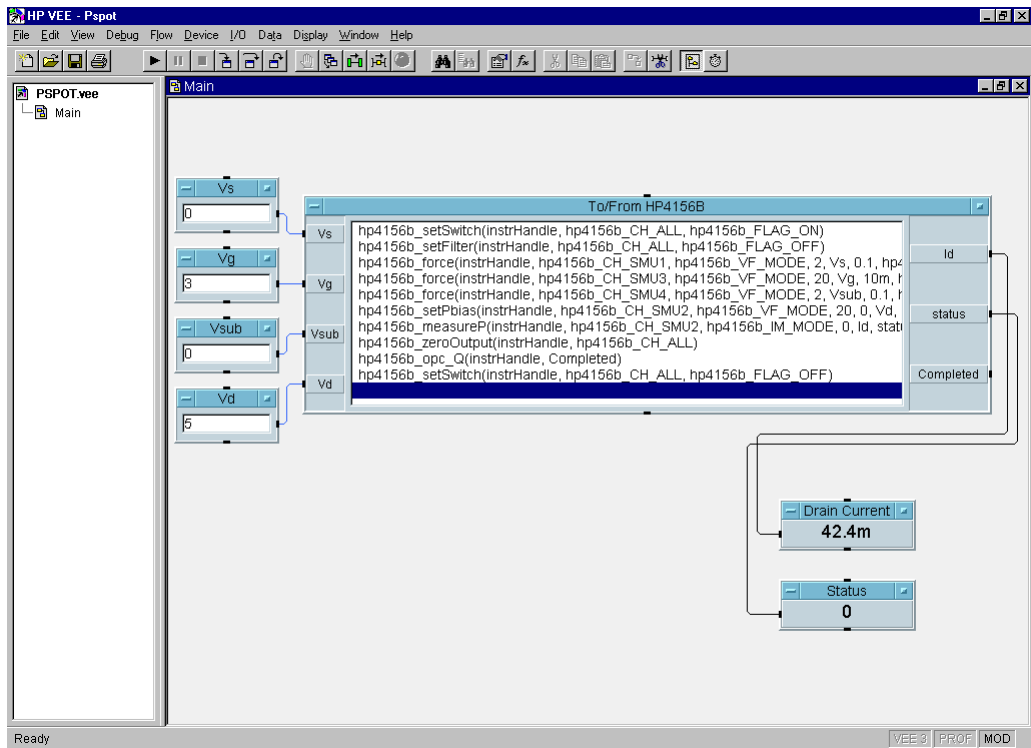 HP VEE - Pspot
File Edit View Debug Flow Device I/O Data Display Window Help
PSPOT.vee
Main
Main
Vs
0
Vg
3
Vsub
0
Vd
5
To/From HP4156B
Vs
Vg
Vsub
Vd
hp4156b_setSwitch(instrHandle, hp4156b_CH_ALL, hp4156b_FLAG_ON)
hp4156b_setFilter(instrHandle, hp4156b_CH_ALL, hp4156b_FLAG_OFF)
hp4156b_force(instrHandle, hp4156b_CH_SMU1, hp4156b_VF_MODE, 2, Vs, 0.1, hp4
hp4156b_force(instrHandle, hp4156b_CH_SMU3, hp4156b_VF_MODE, 20, Vg, 10m,
hp4156b_force(instrHandle, hp4156b_CH_SMU4, hp4156b_VF_MODE, 2, Vsub, 0.1,
hp4156b_setPbias(instrHandle, hp4156b_CH_SMU2, hp4156b_VF_MODE, 20, 0, Vd,
hp4156b_measureP(instrHandle, hp4156b_CH_SMU2, hp4156b_IM_MODE, 0, Id, stat
hp4156b_zeroOutput(instrHandle, hp4156b_CH_ALL)
hp4156b_opc_Q(instrHandle, Completed)
hp4156b_setSwitch(instrHandle, hp4156b_CH_ALL, hp4156b_FLAG_OFF)
Id
status
Completed
Drain Current
42.4m
Status
0
Ready
VEE 3 PROF MOD